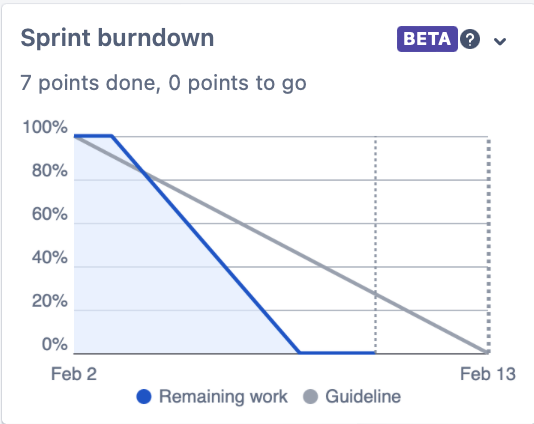 Sprint burndown BETA ?
7 points done, 0 points to go
100%
80%
60%
40%
20%
0%
Feb 2 Feb 13
Remaining work Guideline